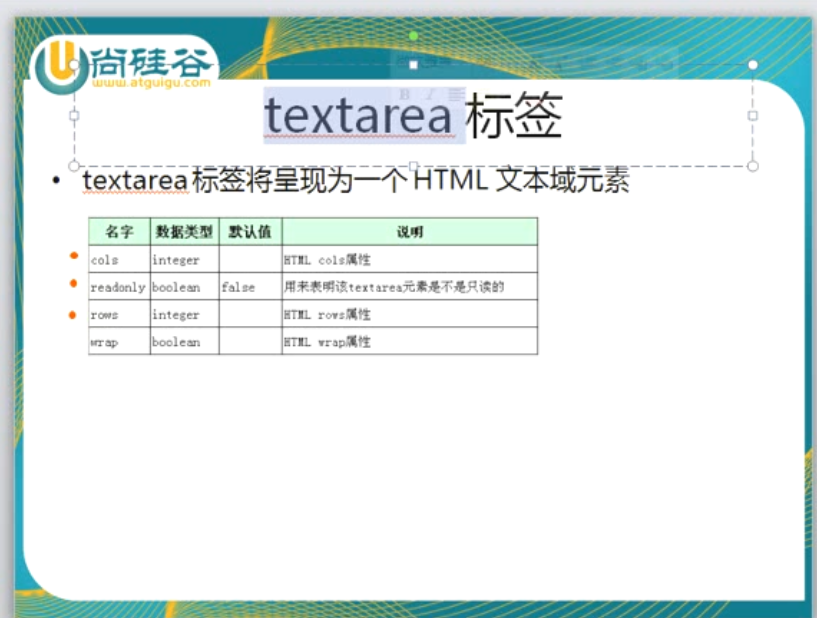 尚硅谷
www.atguigu.com
textarea 标签
• textarea 标签将呈现为一个 HTML 文本域元素
名字 数据类型 默认值 说明
cols integer HTML cols属性
readonly boolean false 用来表明该textarea元素是不是只读的
rows integer HTML rows属性
wrap boolean HTML wrap属性